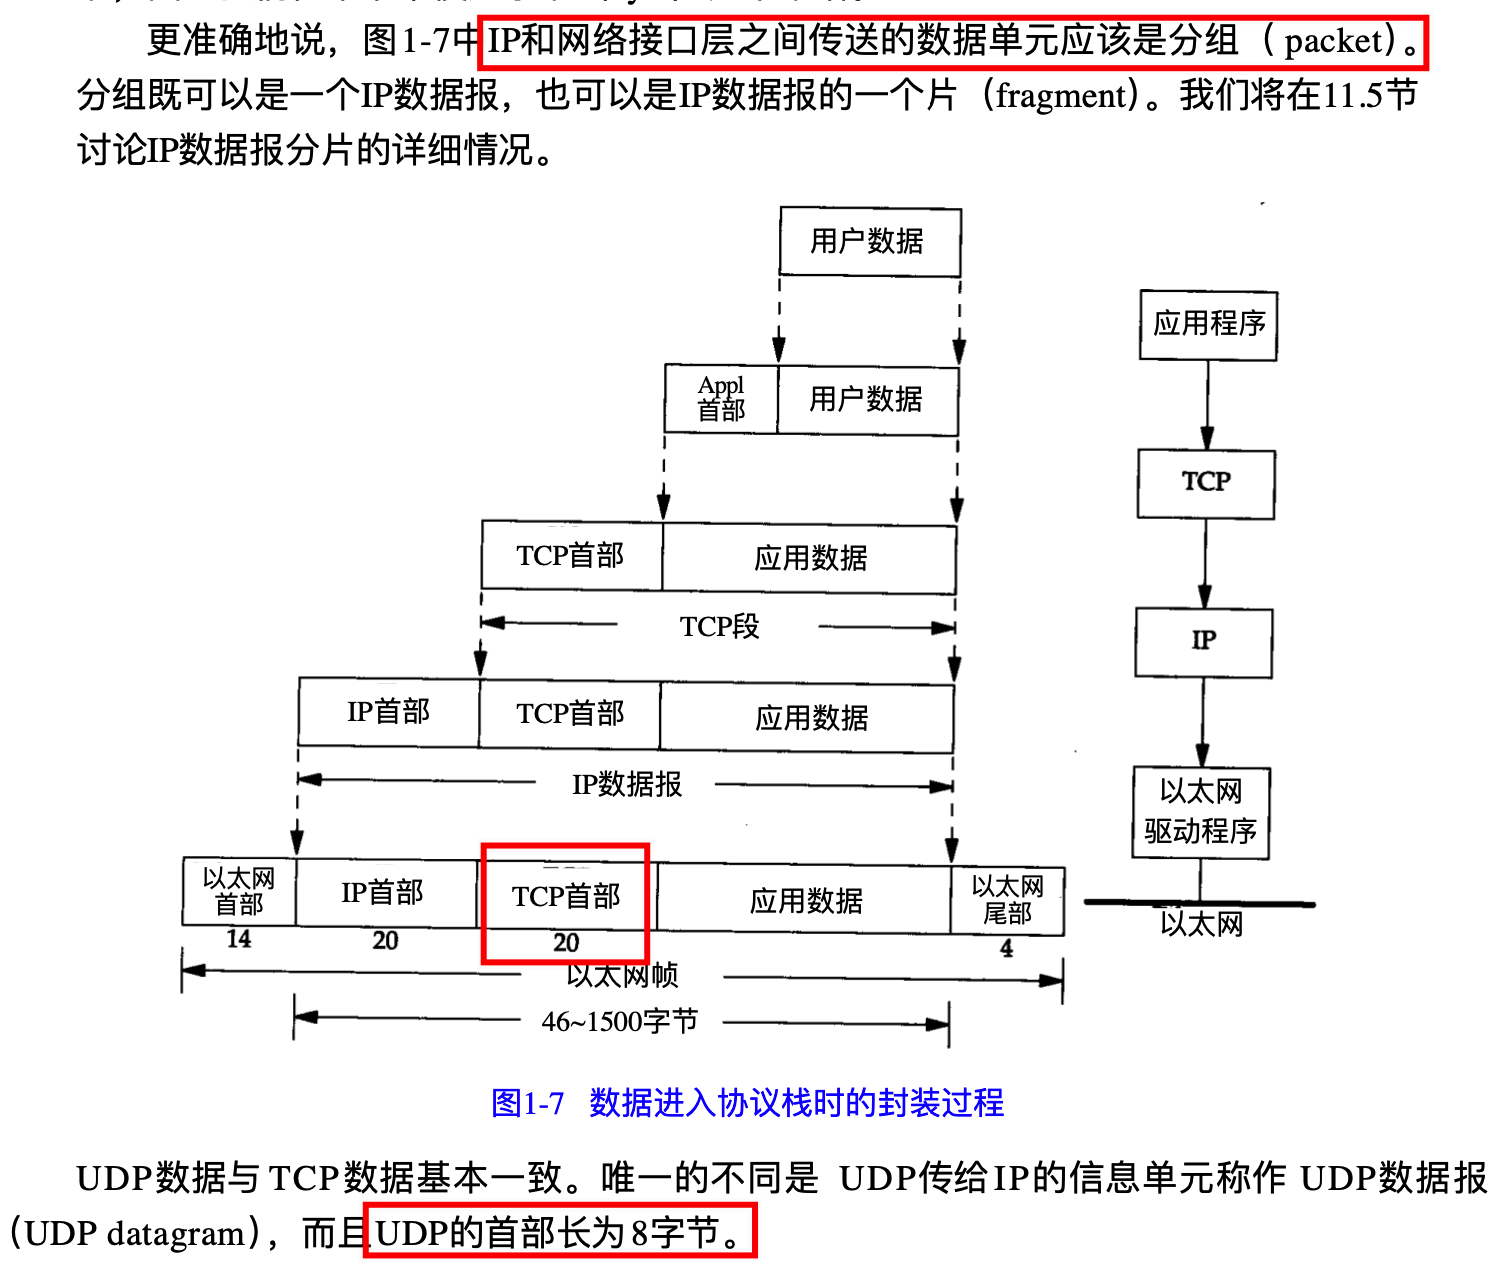 更准确地说，图1-7中IP和网络接口层之间传送的数据单元应该是分组（packet）。
分组既可以是一个IP数据报，也可以是IP数据报的一个片（fragment）。我们将在11.5节
讨论IP数据报分片的详细情况。
用户数据
应用程序
Appl
首部
用户数据
TCP
TCP首部
应用数据
TCP段
IP
IP首部
TCP首部
应用数据
IP数据报
以太网
驱动程序
以太网
首部
IP首部
TCP首部
应用数据
以太网
尾部
以太网
14
20
20
4
以太网帧
46~1500字节
图1-7 数据进入协议栈时的封装过程
UDP数据与TCP数据基本一致。唯一的不同是 UDP传给IP的信息单元称作 UDP数据报
（UDP datagram），而且UDP的首部长为8字节。